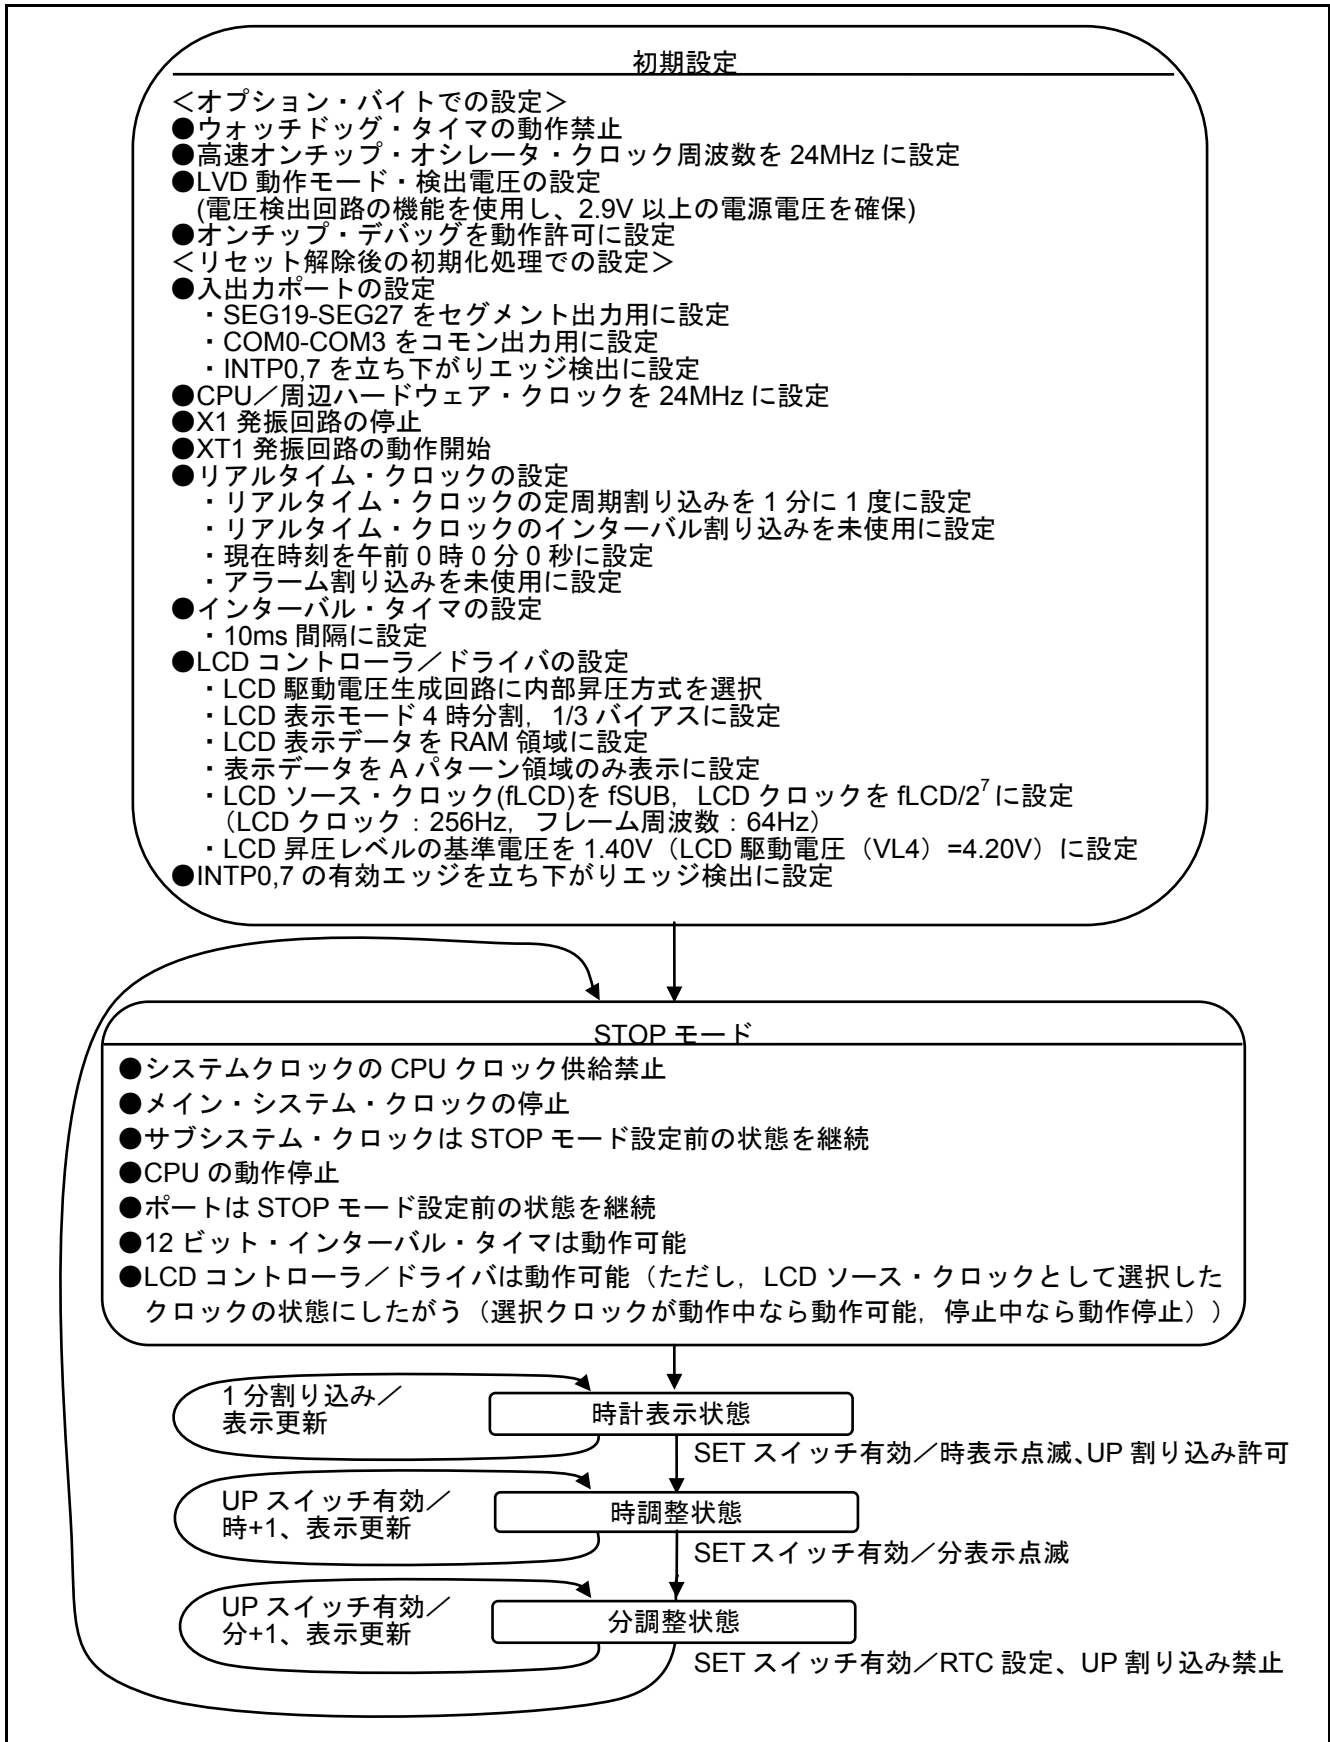 初期設定
＜オプション・バイトでの設定＞
●ウォッチドッグ・タイマの動作禁止
●高速オンチップ・オシレータ・クロック周波数を 24MHz に設定
●LVD 動作モード・検出電圧の設定
(電圧検出回路の機能を使用し、2.9V 以上の電源電圧を確保)
●オンチップ・デバッグを動作許可に設定
＜リセット解除後の初期化処理での設定＞
●入出力ポートの設定
・SEG19-SEG27 をセグメント出力用に設定
・COM0-COM3 をコモン出力用に設定
・INTP0,7 を立ち下がりエッジ検出に設定
●CPU／周辺ハードウェア・クロックを 24MHz に設定
●X1 発振回路の停止
●XT1 発振回路の動作開始
●リアルタイム・クロックの設定
・リアルタイム・クロックの定周期割り込みを 1 分に 1 度に設定
・リアルタイム・クロックのインターバル割り込みを未使用に設定
・現在時刻を午前 0 時 0 分 0 秒に設定
・アラーム割り込みを未使用に設定
●インターバル・タイマの設定
・10ms 間隔に設定
●LCD コントローラ／ドライバの設定
・LCD 駆動電圧生成回路に内部昇圧方式を選択
・LCD 表示モード 4 時分割，1/3 バイアスに設定
・LCD 表示データを RAM 領域に設定
・表示データを A パターン領域のみ表示に設定
・LCD ソース・クロック(fLCD)を fSUB，LCD クロックを fLCD/2⁷ に設定
（LCD クロック：256Hz，フレーム周波数：64Hz）
・LCD 昇圧レベルの基準電圧を 1.40V（LCD 駆動電圧（VL4）=4.20V）に設定
●INTP0,7 の有効エッジを立ち下がりエッジ検出に設定
STOP モード
●システムクロックの CPU クロック供給禁止
●メイン・システム・クロックの停止
●サブシステム・クロックは STOP モード設定前の状態を継続
●CPU の動作停止
●ポートは STOP モード設定前の状態を継続
●12 ビット・インターバル・タイマは動作可能
●LCD コントローラ／ドライバは動作可能（ただし，LCD ソース・クロックとして選択した
クロックの状態にしたがう（選択クロックが動作中なら動作可能，停止中なら動作停止））
1 分割り込み／
表示更新
時計表示状態
SET スイッチ有効／時表示点滅、UP 割り込み許可
UP スイッチ有効／
時+1、表示更新
時調整状態
SET スイッチ有効／分表示点滅
UP スイッチ有効／
分+1、表示更新
分調整状態
SET スイッチ有効／RTC 設定、UP 割り込み禁止